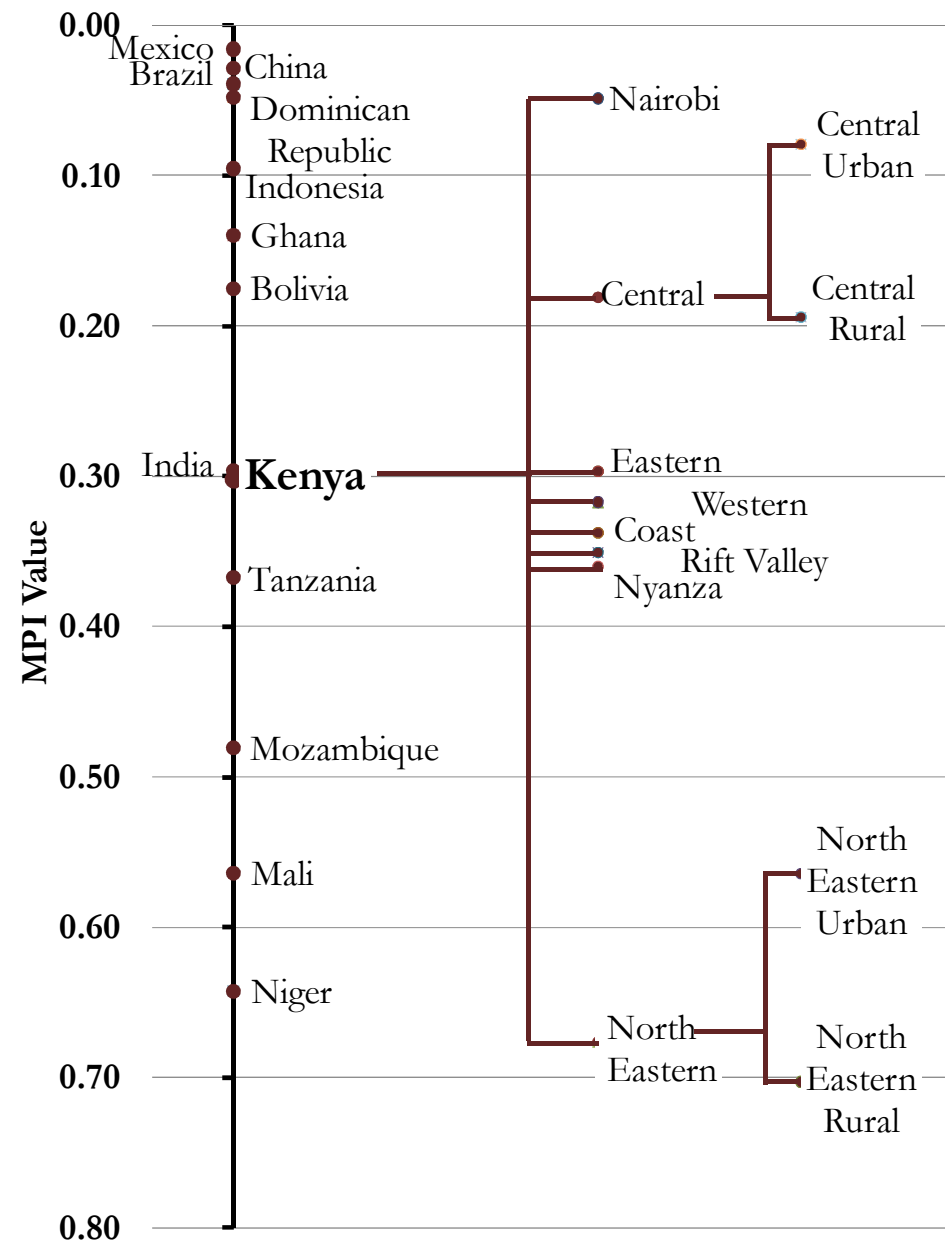 0.00
Mexico
Brazil
China
Dominican
Republic
Nairobi
Central
Urban
0.10
Indonesia
Ghana
Bolivia
Central
Central
Rural
0.20
India
0.30
Kenya
Eastern
Western
Coast
Rift Valley
Nyanza
MPI Value
Tanzania
0.40
Mozambique
0.50
Mali
North
Eastern
Urban
0.60
Niger
North
Eastern
North
Eastern
Rural
0.70
0.80